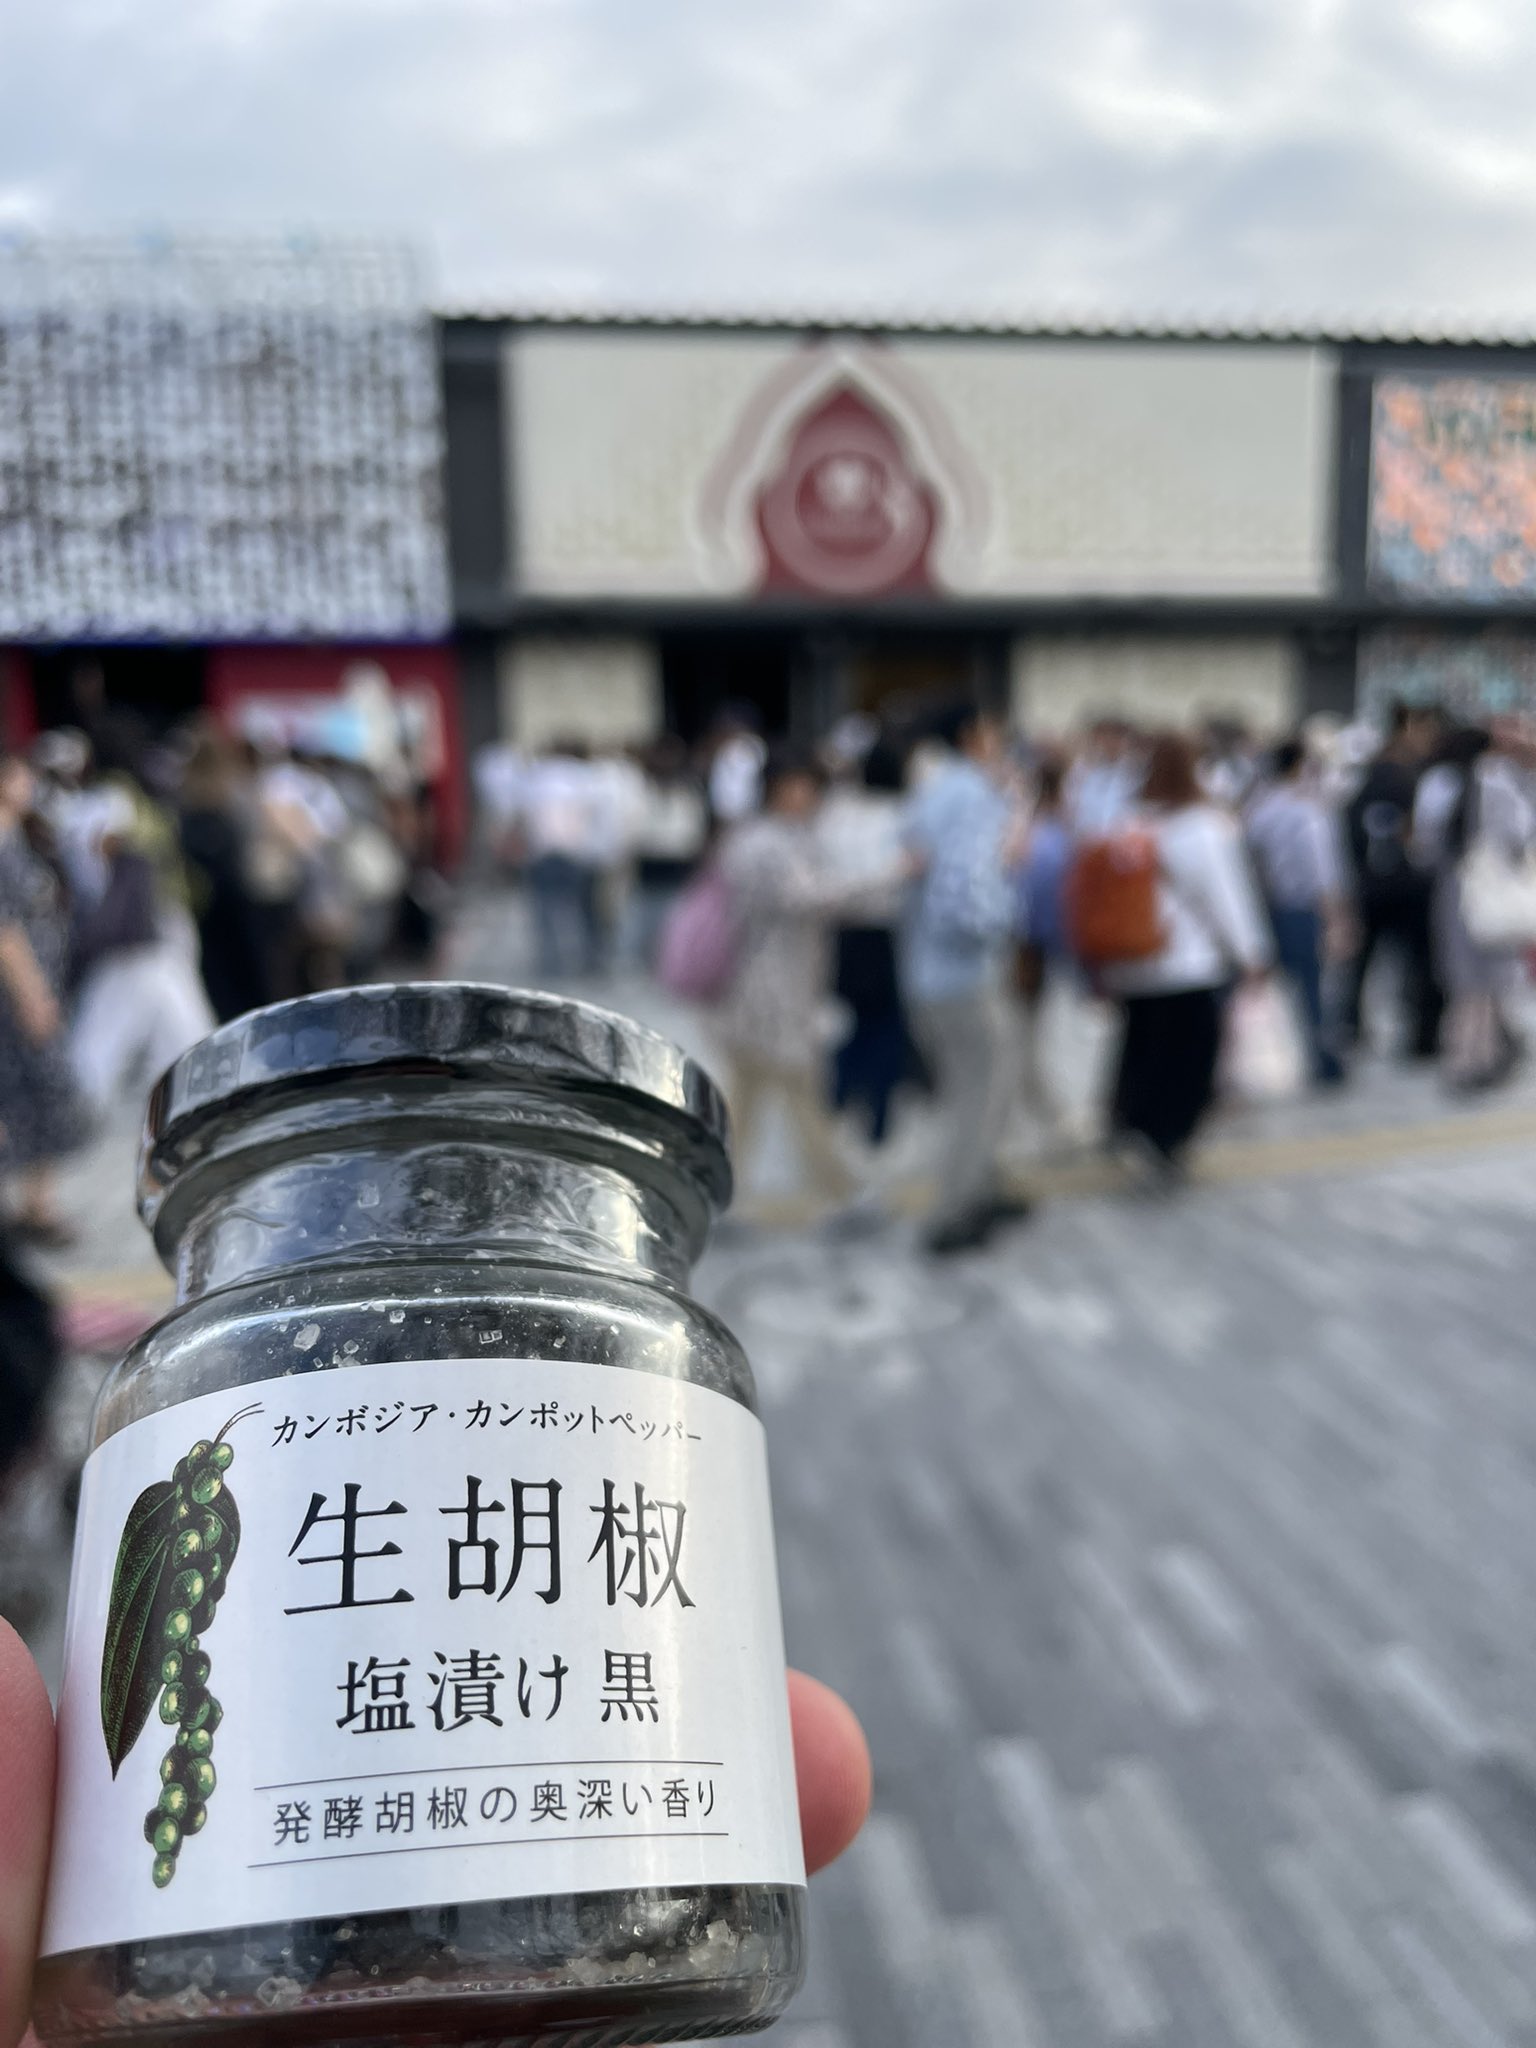 カンボジア・カンポットペッパー
生胡椒
塩漬け 黒
発酵胡椒の奥深い香り